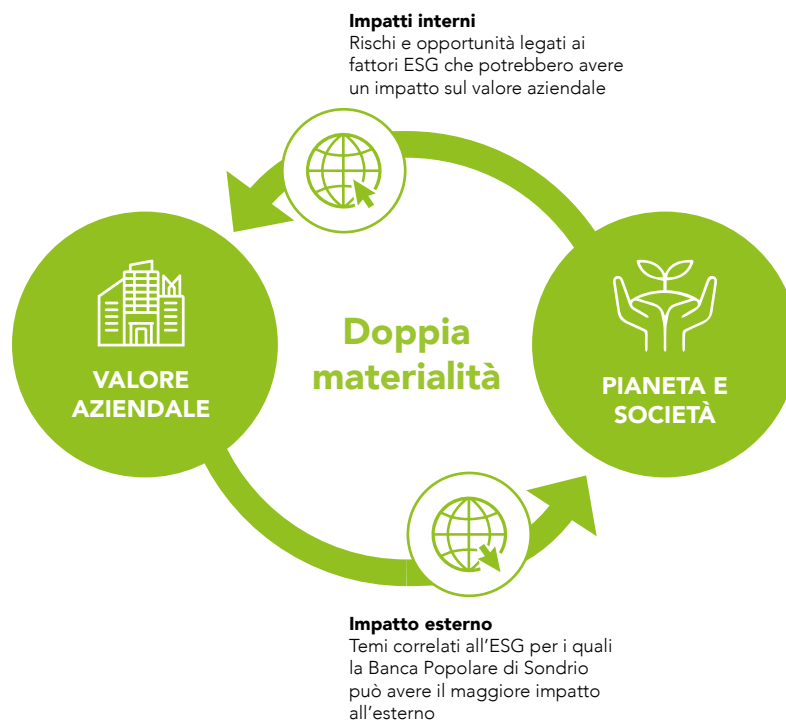 Impatti interni
Rischi e opportunità legati ai
fattori ESG che potrebbero avere
un impatto sul valore aziendale
Doppia
materialità
VALORE
AZIENDALE
PIANETA E
SOCIETÀ
Impatto esterno
Temi correlati all’ESG per i quali
la Banca Popolare di Sondrio
può avere il maggiore impatto
all’esterno